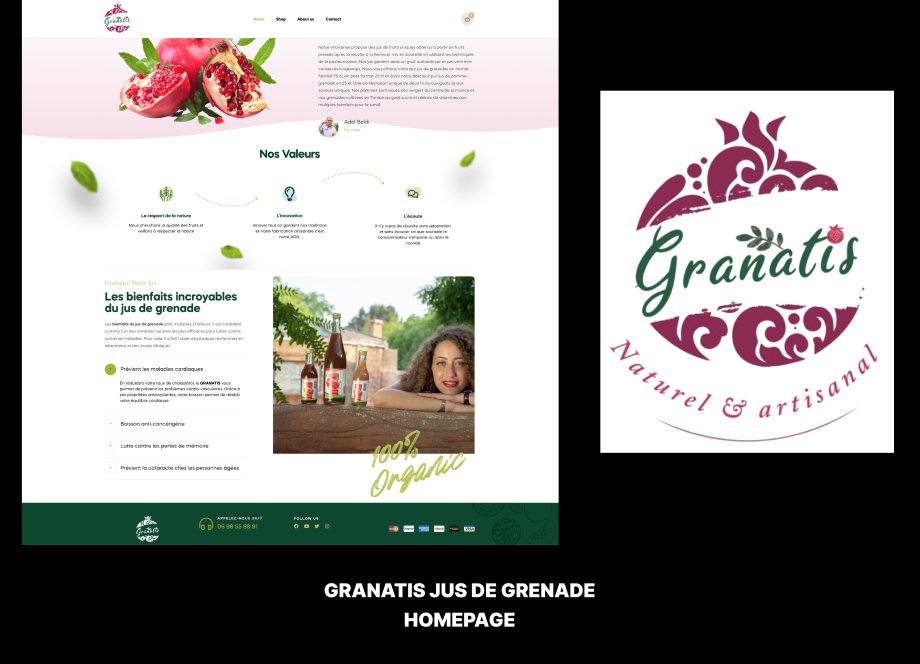 Granatis
Home
Shop
About us
Contact
Notre entreprise propose des jus de fruits uniques obtenus à partir de fruits
pressés après la récolte à la ferme et mis en bouteille en utilisant les techniques
de la pasteurisation. Nos jus gardent ainsi un goût authentique et peuvent être
conservés longtemps. Nous vous offrons nos jus de grenades en format
familial 75 cl, en petit format 25 cl et aussi notre délicieux pur jus de pomme,
grenade en 25 cl. Une combinaison unique de deux fruits aux goûts et aux
saveurs uniques. Nos pommes sont issues des vergers du sommets de la France et
nos grenades cultivées en Tunisie au goût sucré et pleines de vitamines aux
multiples bienfaits pour la santé.
Adel Beldi
Founder
Nos Valeurs
Le respect de la nature
Nous cherchons la qualité des fruits et
veillons à respecter la nature
L'innovation
innover tout en gardant nos traditions
et notre fabrication artisanale c'est
notre ADN.
L'écoute
Il n'y a pas de réussite sans adaptation
et sans écouter ce que souhaite le
consommateur n'importe où dans le
monde
Pourquoi Notre jus
Les bienfaits incroyables
du jus de grenade
Les bienfaits du jus de grenade sont multiples. D'ailleurs, il est considéré
comme l'un des remèdes naturels les plus efficaces pour lutter contre
certaines maladies. Pour cela, il a fait l'objet de plusieurs recherches en
laboratoire et des essais cliniques.
Prévient les maladies cardiaques
En réduisant votre taux de cholestérol, le GRANATIS vous
permet de prévenir les problèmes cardio-vasculaires. Grâce à
ses propriétés antioxydantes, cette boisson permet de rétablir
votre équilibre cardiaque
Boisson anti-cancérigène
Lutte contre les pertes de mémoire
Prévient la cataracte chez les personnes âgées
100%
Organic
Granatis
APPELEZ-NOUS 24/7
06 98 55 88 91
FOLLOW US
VISA
Granatis
Naturel & artisanal
GRANATIS JUS DE GRENADE
HOMEPAGE